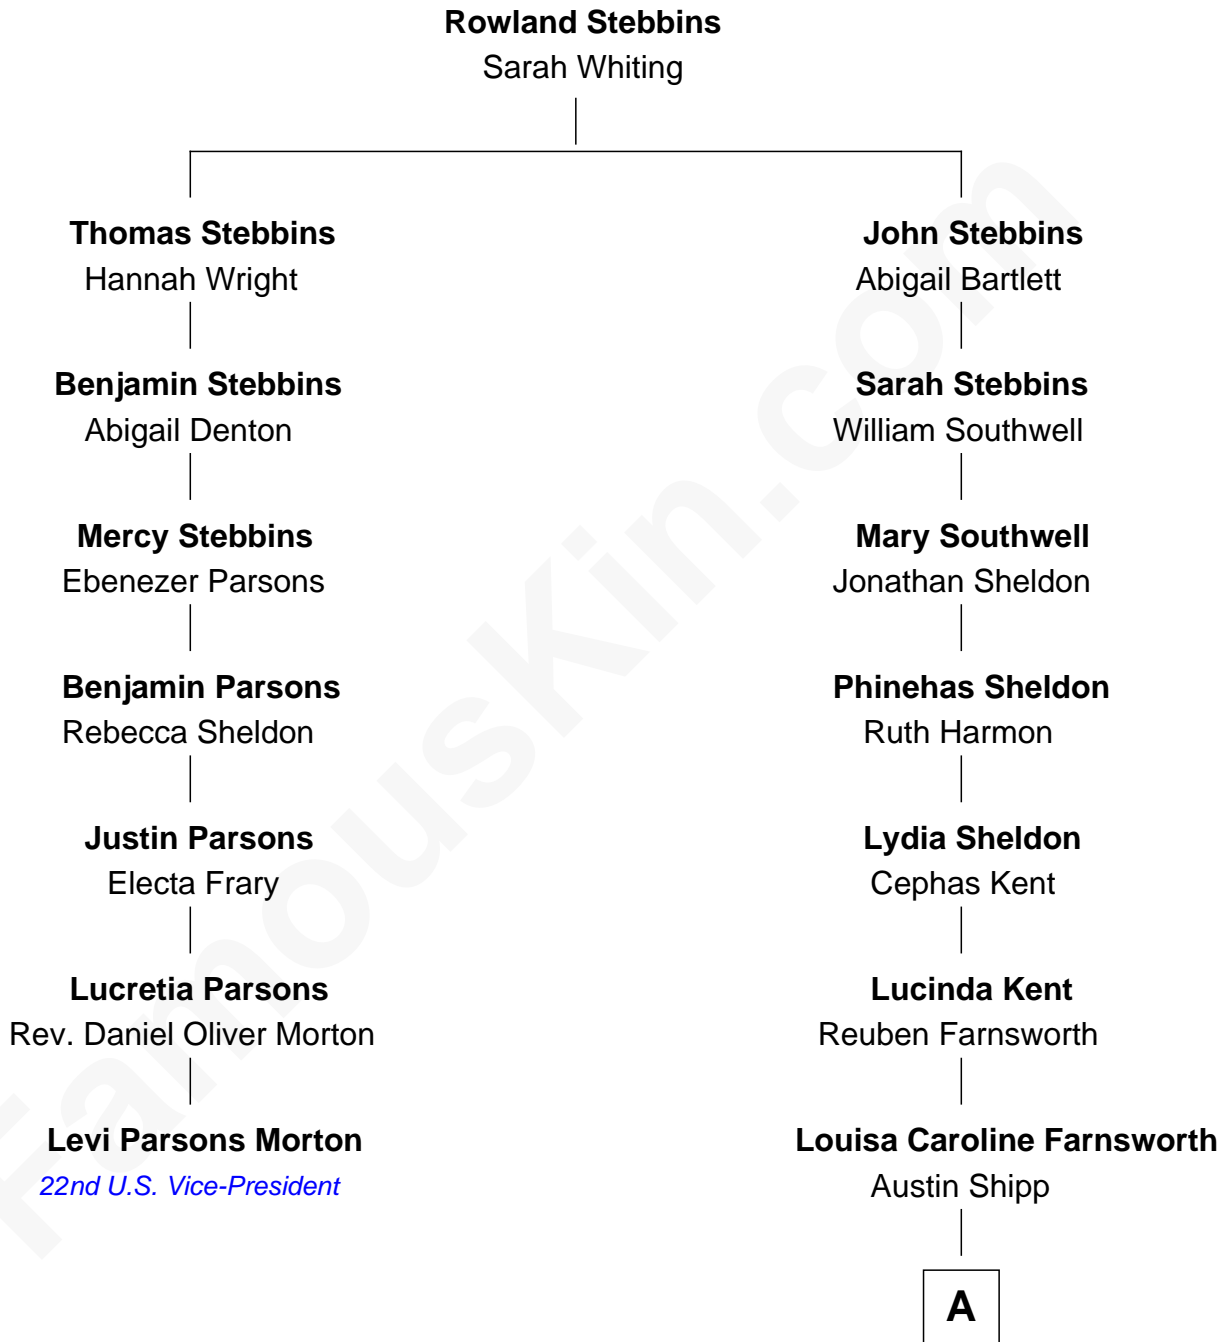 Rowland Stebbins
Sarah Whiting
Thomas Stebbins
Hannah Wright
John Stebbins
Abigail Bartlett
Benjamin Stebbins
Abigail Denton
Sarah Stebbins
William Southwell
Mercy Stebbins
Ebenezer Parsons
Mary Southwell
Jonathan Sheldon
Benjamin Parsons
Rebecca Sheldon
Phinehas Sheldon
Ruth Harmon
Justin Parsons
Electa Frary
Lydia Sheldon
Cephas Kent
Lucretia Parsons
Rev. Daniel Oliver Morton
Lucinda Kent
Reuben Farnsworth
Levi Parsons Morton
22nd U.S. Vice-President
Louisa Caroline Farnsworth
Austin Shipp
A
FamousKin.com